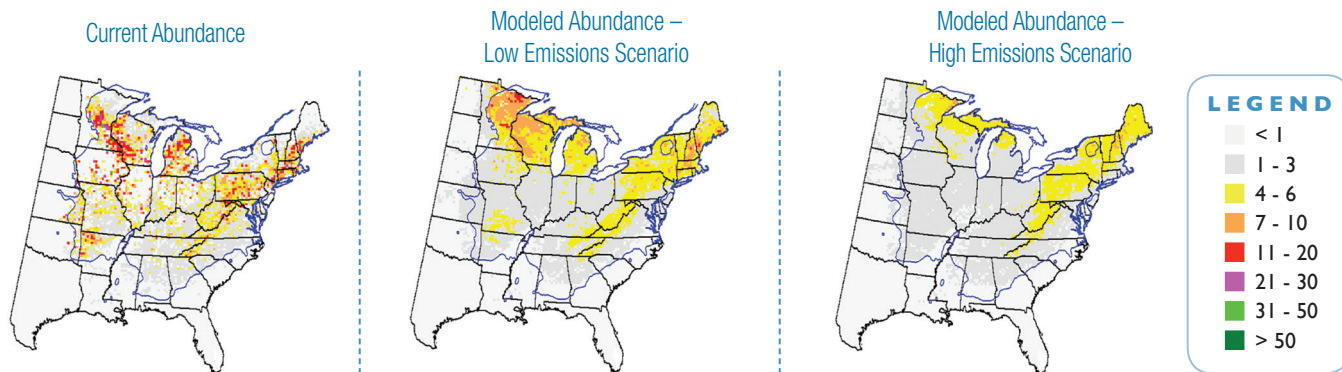 Current Abundance
Modeled Abundance –
Low Emissions Scenario
Modeled Abundance –
High Emissions Scenario
LEGEND
< 1
1 - 3
4 - 6
7 - 10
11 - 20
21 - 30
31 - 50
> 50